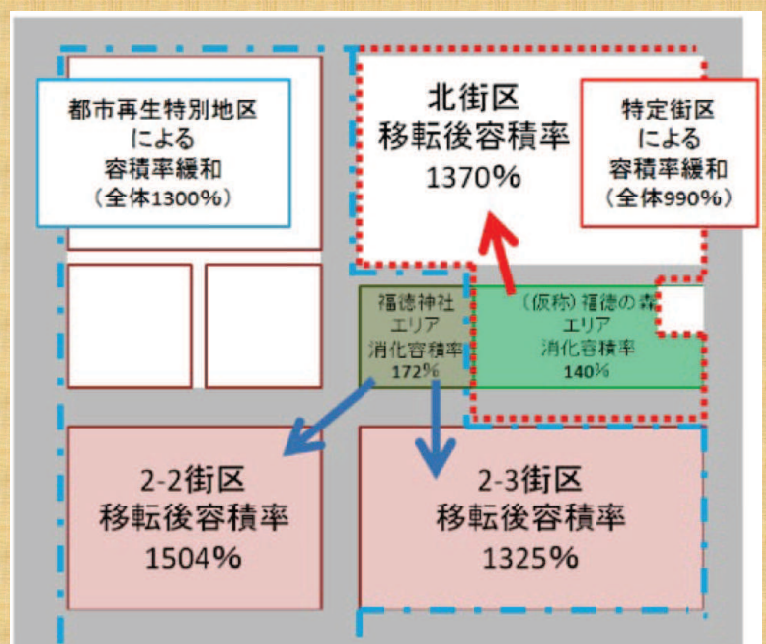 都市再生特別地区
による
容積率緩和
（全体1300%）
北街区
移転後容積率
1370%
特定街区
による
容積率緩和
（全体990%）
福徳神社
エリア
消化容積率
172%
（仮称）福徳の森
エリア
消化容積率
140%
2-2街区
移転後容積率
1504%
2-3街区
移転後容積率
1325%